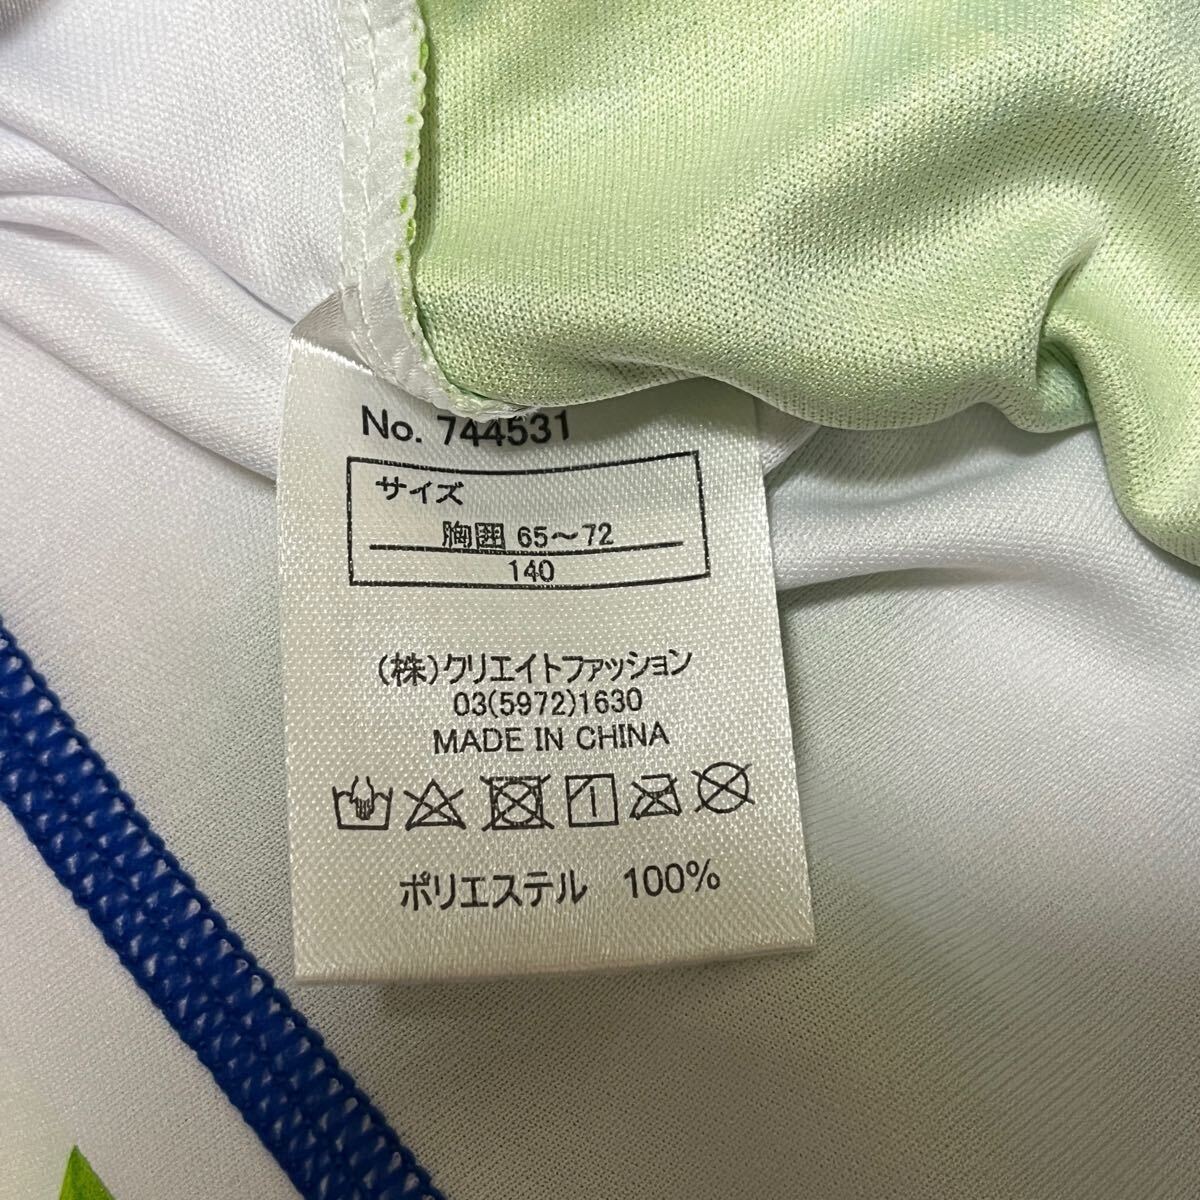 No. 744531
サイズ
胸囲 65～72
140
(株)クリエイトファッション
03(5972)1630
MADE IN CHINA
ポリエステル 100%